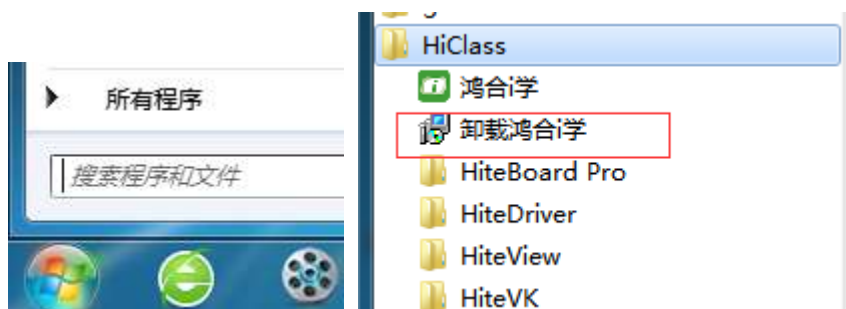 所有程序
搜索程序和文件
HiClass
鸿合i学
卸载鸿合i学
HiteBoard Pro
HiteDriver
HiteView
HiteVK